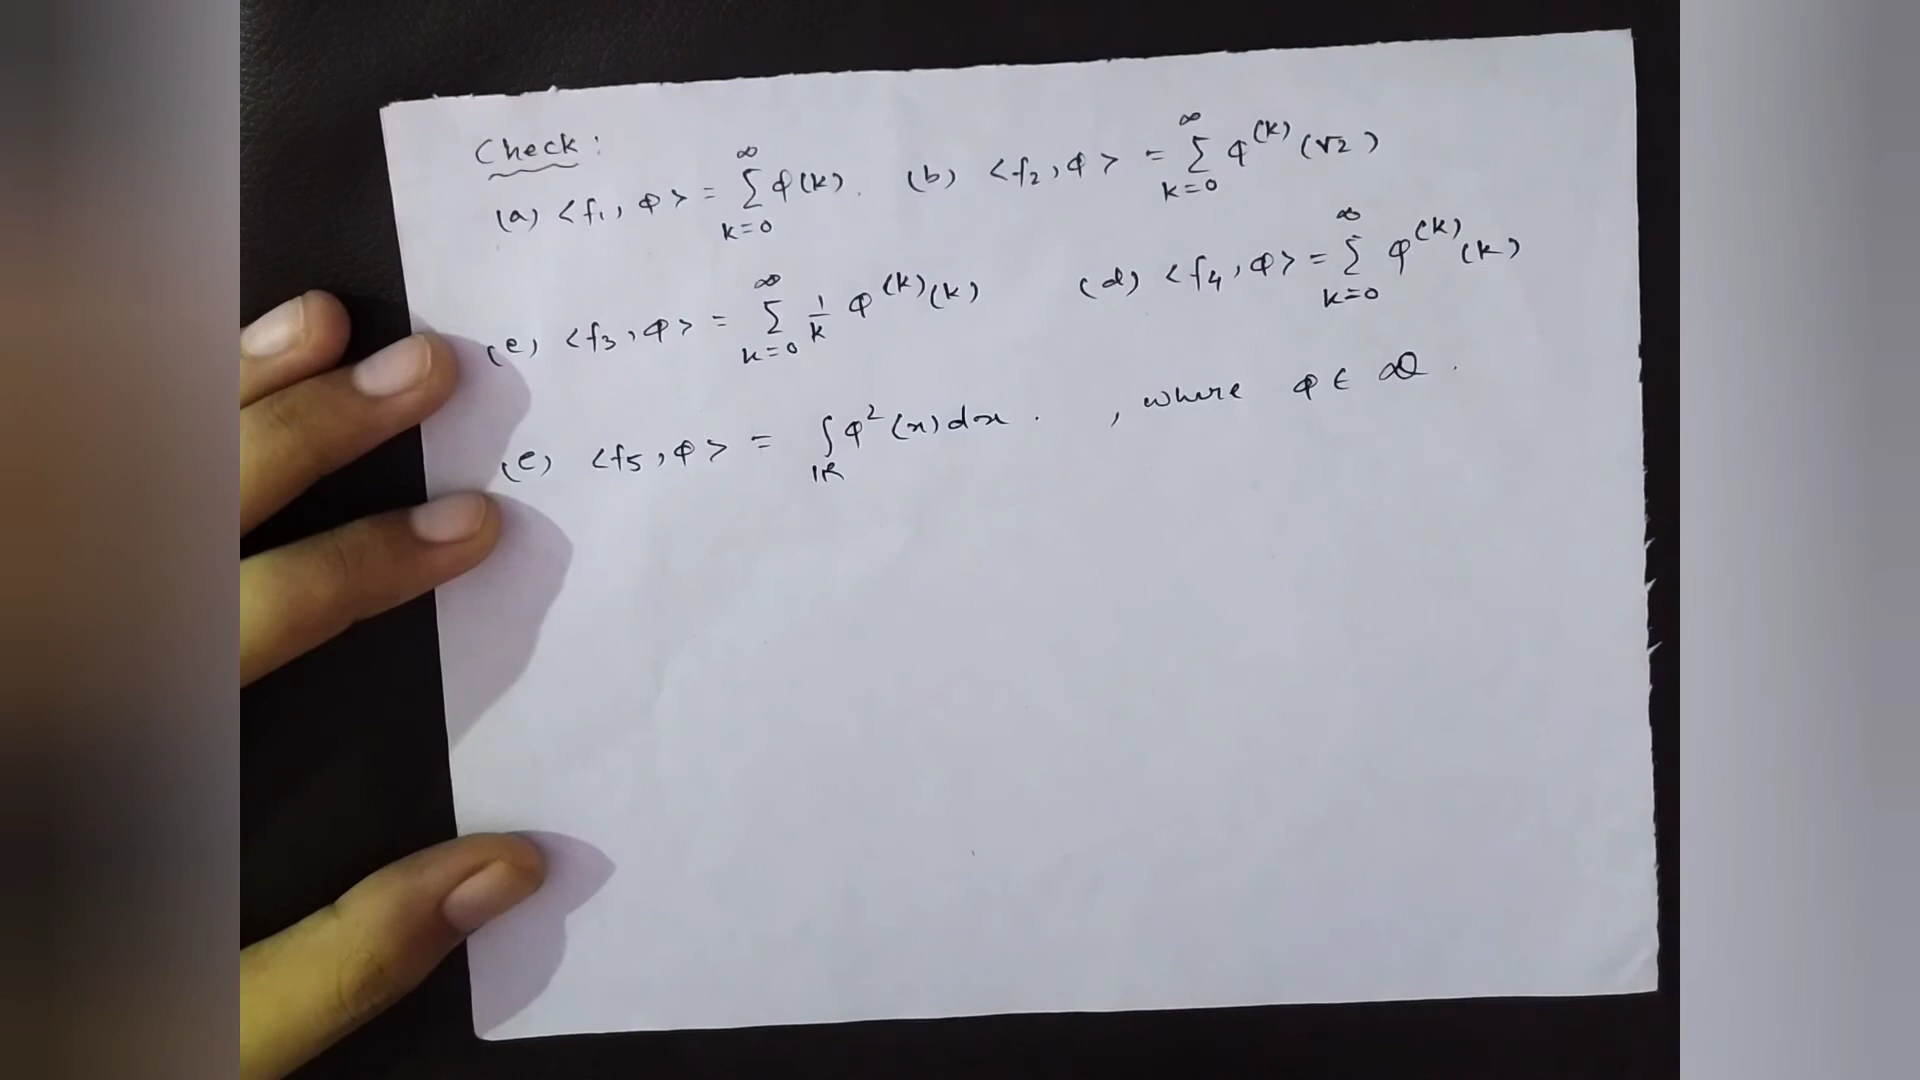 Check:
(a) <f₁, φ> = ∑_{k=0}^{∞} φ(k). (b) <f₂, φ> = ∑_{k=0}^{∞} φ^{(k)}(√2)
(c) <f₃, φ> = ∑_{k=0}^{∞} 1/k φ^{(k)}(k) (d) <f₄, φ> = ∑_{k=0}^{∞} φ^{(k)}(k)
(e) <f₅, φ> = ∫_{ℝ} φ²(x)dx. , where φ ∈ 𝒟.